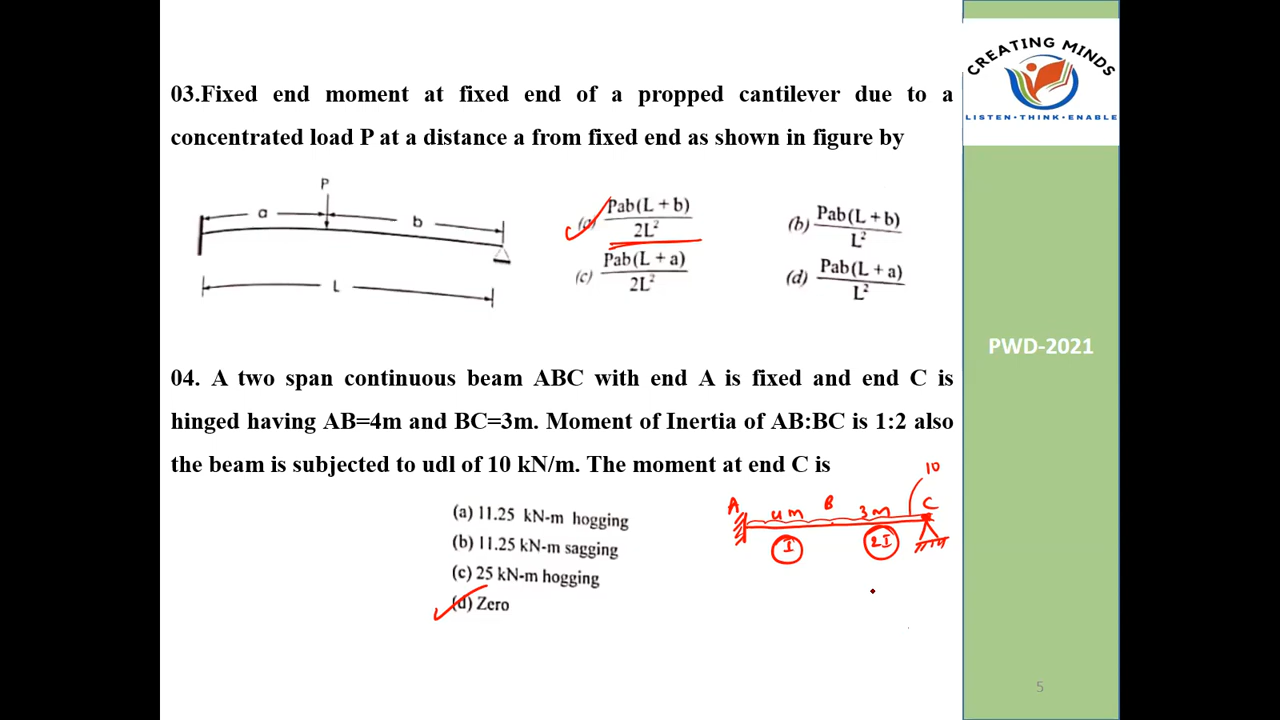 CREATING MINDS
LISTEN•THINK•ENABLE
03.Fixed end moment at fixed end of a propped cantilever due to a
concentrated load P at a distance a from fixed end as shown in figure by
P
a
b
L
(a) Pab(L + b) / 2L²
(b) Pab(L + b) / L²
(c) Pab(L + a) / 2L²
(d) Pab(L + a) / L²
PWD-2021
04. A two span continuous beam ABC with end A is fixed and end C is
hinged having AB=4m and BC=3m. Moment of Inertia of AB:BC is 1:2 also
the beam is subjected to udl of 10 kN/m. The moment at end C is
(a) 11.25 kN-m hogging
(b) 11.25 kN-m sagging
(c) 25 kN-m hogging
(d) Zero
10
A 4m B 3m C
I 2I
5